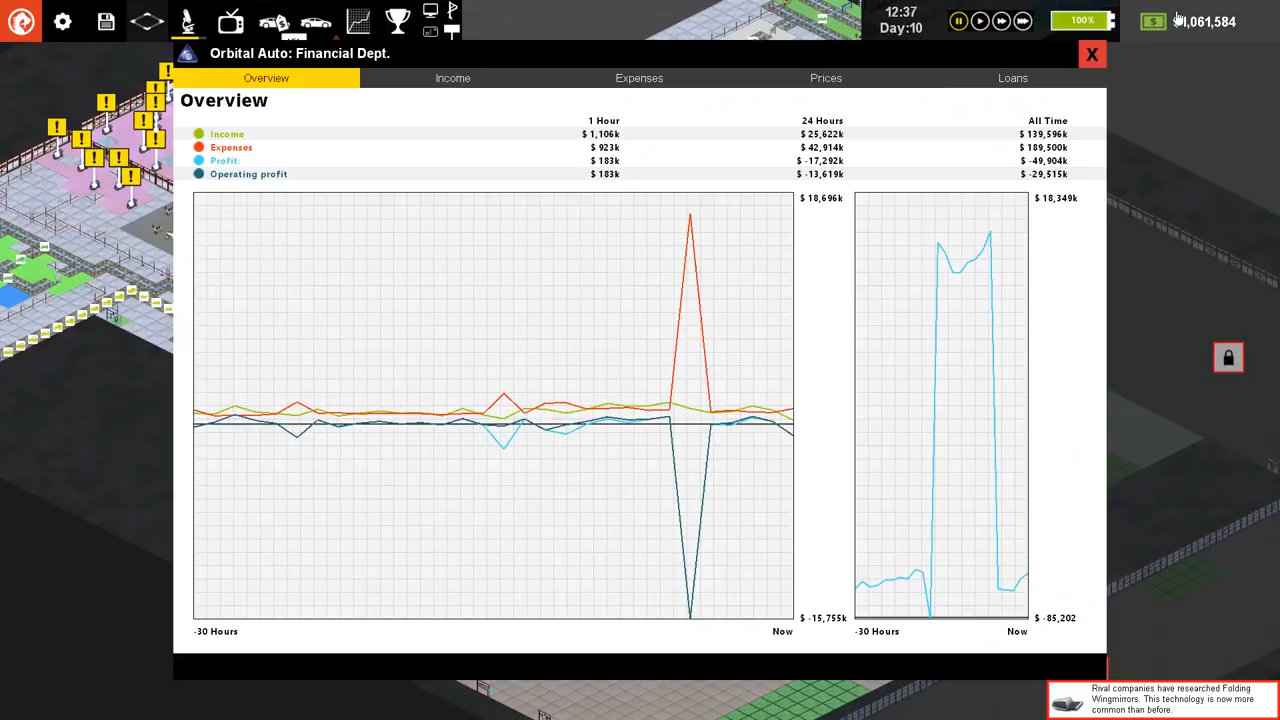 12:37
Day:10
100%
1,061,584
Orbital Auto: Financial Dept.
X
Overview Income Expenses Prices Loans
Overview
1 Hour 24 Hours All Time
Income $ 1,106k $ 25,622k $ 139,596k
Expenses $ 923k $ 42,914k $ 189,500k
Profit: $ 183k $ -17,292k $ -49,904k
Operating profit $ 183k $ -13,619k $ -29,515k
$ 18,696k $ 18,349k
$ -15,755k $ -85,202
-30 Hours Now -30 Hours Now
Rival companies have researched Folding
Wingmirrors. This technology is now more
common than before.